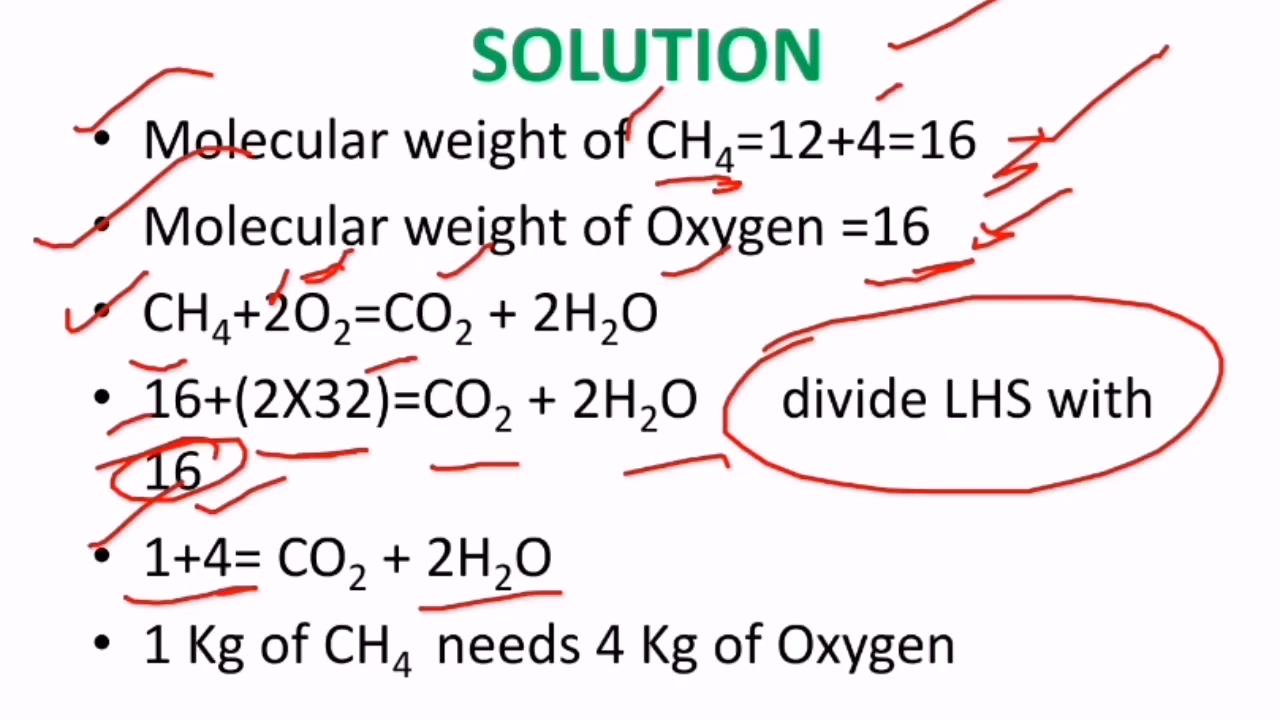 SOLUTION
• Molecular weight of CH₄=12+4=16
• Molecular weight of Oxygen =16
• CH₄+2O₂=CO₂ + 2H₂O
• 16+(2X32)=CO₂ + 2H₂O divide LHS with
16
• 1+4= CO₂ + 2H₂O
• 1 Kg of CH₄ needs 4 Kg of Oxygen